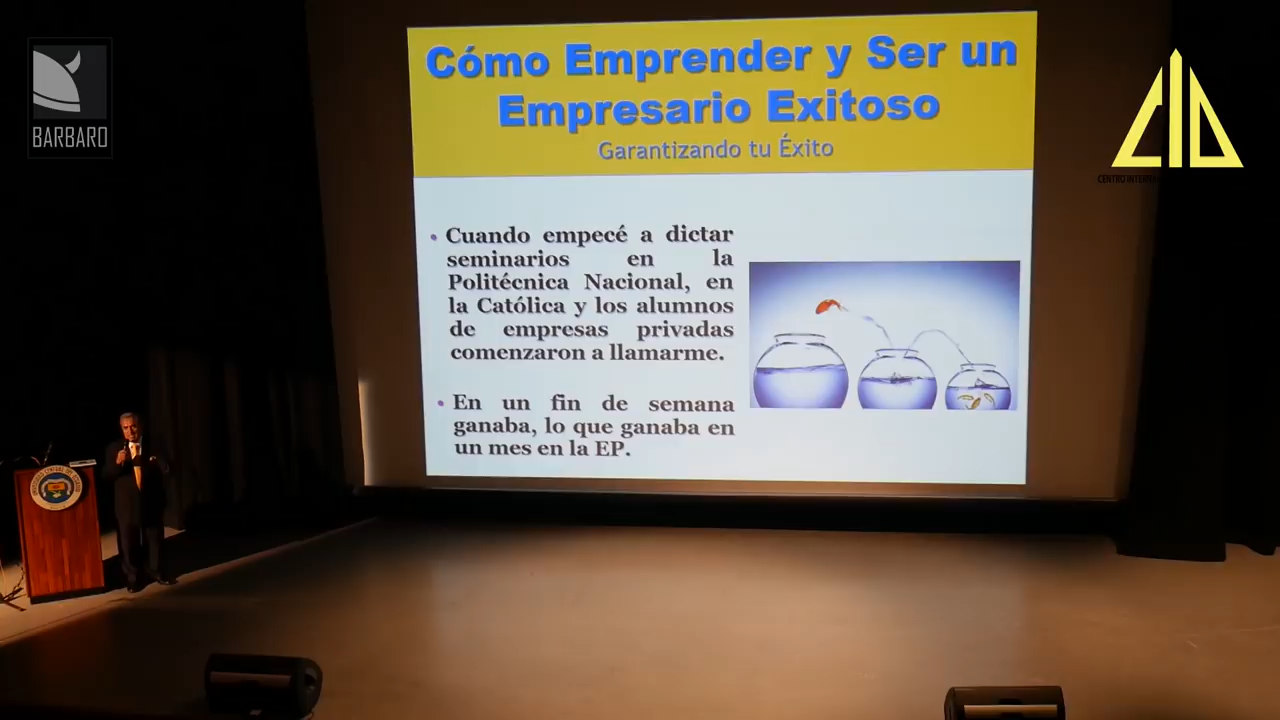 BARBARO
Cómo Emprender y Ser un
Empresario Exitoso
Garantizando tu Éxito
• Cuando empecé a dictar
seminarios en la
Politécnica Nacional, en
la Católica y los alumnos
de empresas privadas
comenzaron a llamarme.
• En un fin de semana
ganaba, lo que ganaba en
un mes en la EP.
CID
CENTRO